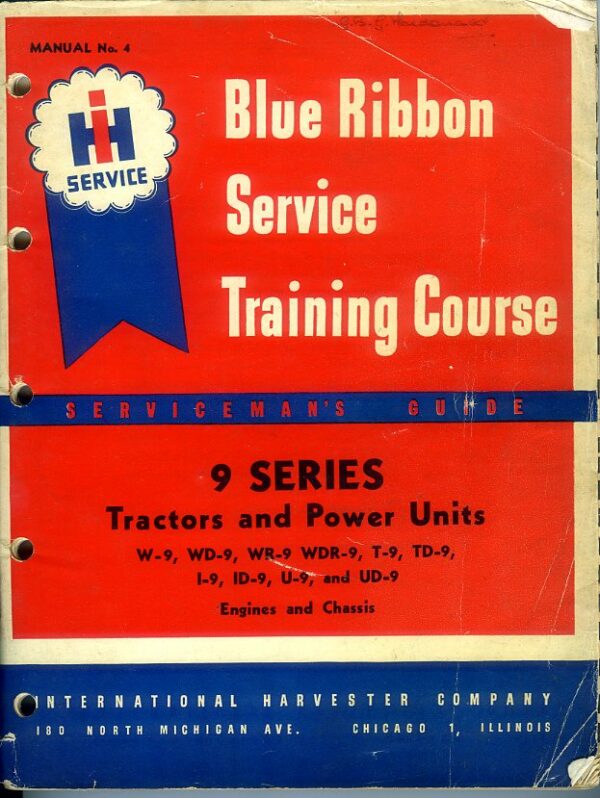 MANUAL No. 4
IH
SERVICE
Blue Ribbon
Service
Training Course
SERVICEMAN'S GUIDE
9 SERIES
Tractors and Power Units
W-9, WD-9, WR-9 WDR-9, T-9, TD-9,
I-9, ID-9, U-9, and UD-9
Engines and Chassis
INTERNATIONAL HARVESTER COMPANY
180 NORTH MICHIGAN AVE. CHICAGO 1, ILLINOIS